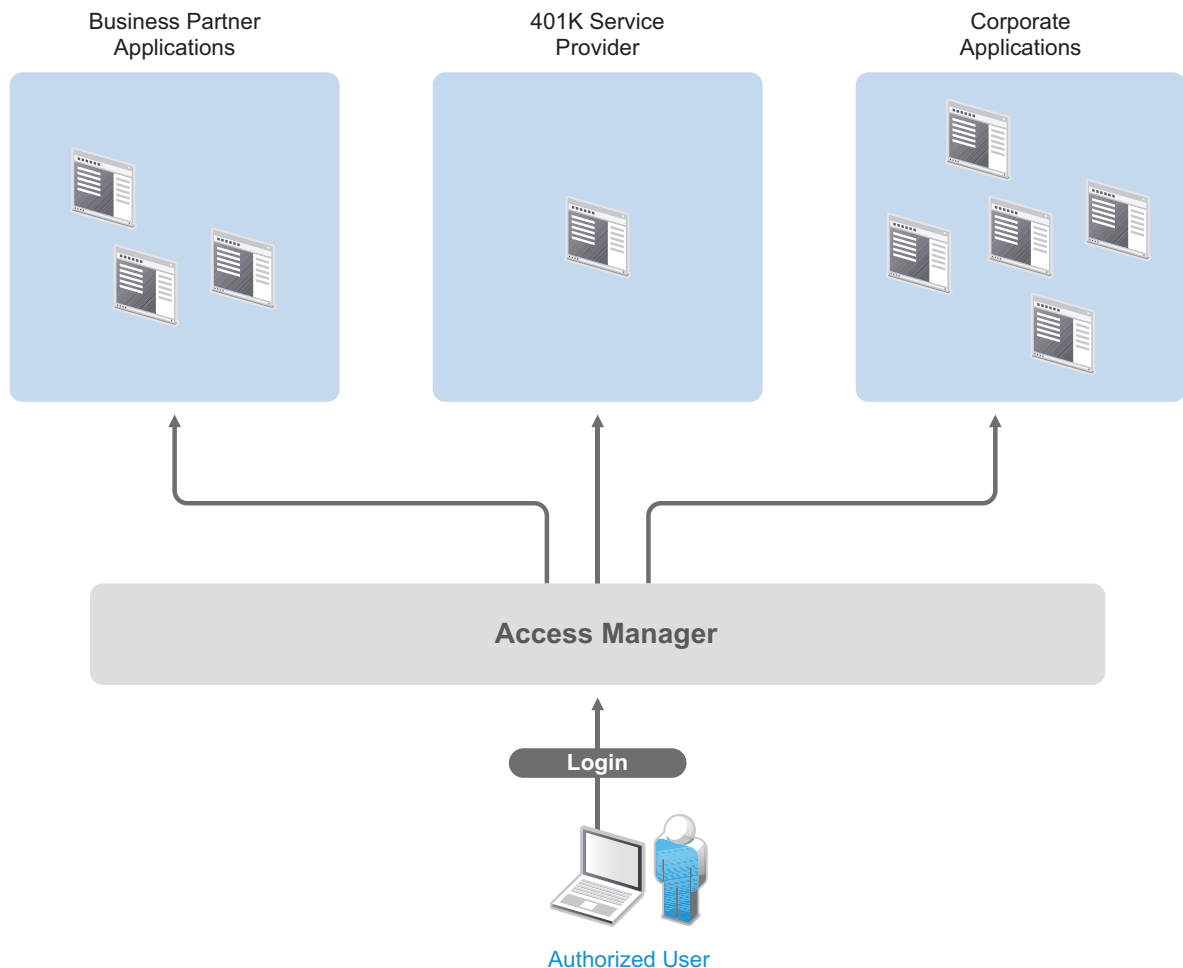 Business Partner
Applications
401K Service
Provider
Corporate
Applications
Access Manager
Login
Authorized User